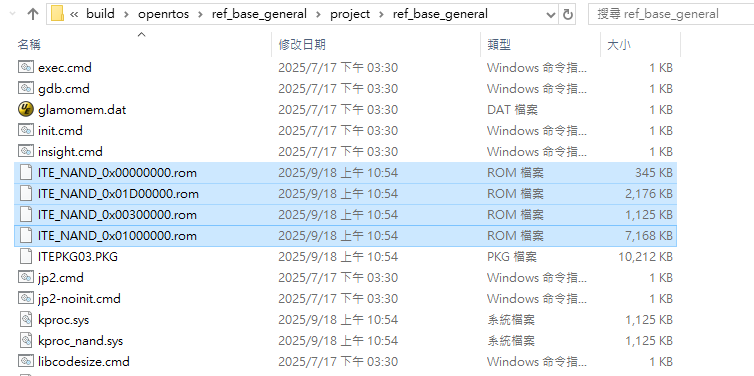 « build › openrtos › ref_base_general › project › ref_base_general 搜尋 ref_base_general
名稱 修改日期 類型 大小
exec.cmd 2025/7/17 下午 03:30 Windows 命令指... 1 KB
gdb.cmd 2025/7/17 下午 03:30 Windows 命令指... 1 KB
glamomem.dat 2025/7/17 下午 03:30 DAT 檔案 1 KB
init.cmd 2025/7/17 下午 03:30 Windows 命令指... 1 KB
insight.cmd 2025/7/17 下午 03:30 Windows 命令指... 1 KB
ITE_NAND_0x00000000.rom 2025/9/18 上午 10:54 ROM 檔案 345 KB
ITE_NAND_0x01D00000.rom 2025/9/18 上午 10:54 ROM 檔案 2,176 KB
ITE_NAND_0x00300000.rom 2025/9/18 上午 10:54 ROM 檔案 1,125 KB
ITE_NAND_0x01000000.rom 2025/9/18 上午 10:54 ROM 檔案 7,168 KB
ITEPKG03.PKG 2025/9/18 上午 10:54 PKG 檔案 10,212 KB
jp2.cmd 2025/7/17 下午 03:30 Windows 命令指... 1 KB
jp2-noinit.cmd 2025/7/17 下午 03:30 Windows 命令指... 1 KB
kproc.sys 2025/9/18 上午 10:54 系統檔案 1,125 KB
kproc_nand.sys 2025/9/18 上午 10:54 系統檔案 1,125 KB
libcodesize.cmd 2025/7/17 下午 03:30 Windows 命令指... 1 KB